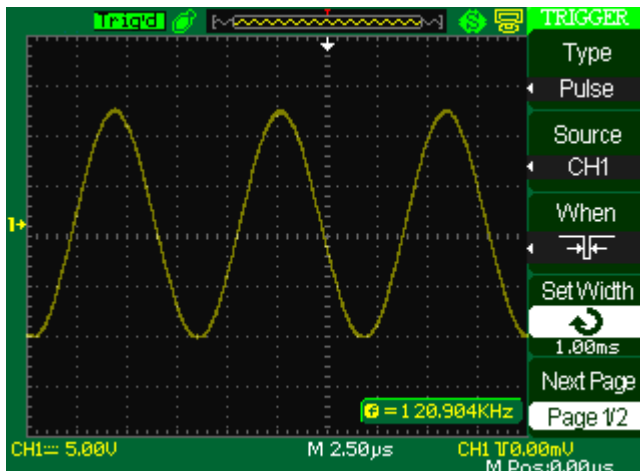 Trig'd S TRIGGER
Type
Pulse
Source
CH1
When
Set Width
1.00ms
Next Page
Page 1/2
1
f=120.904KHz
CH1 5.00V M 2.50µs CH1 0.00mV
M Pos:0.00µs